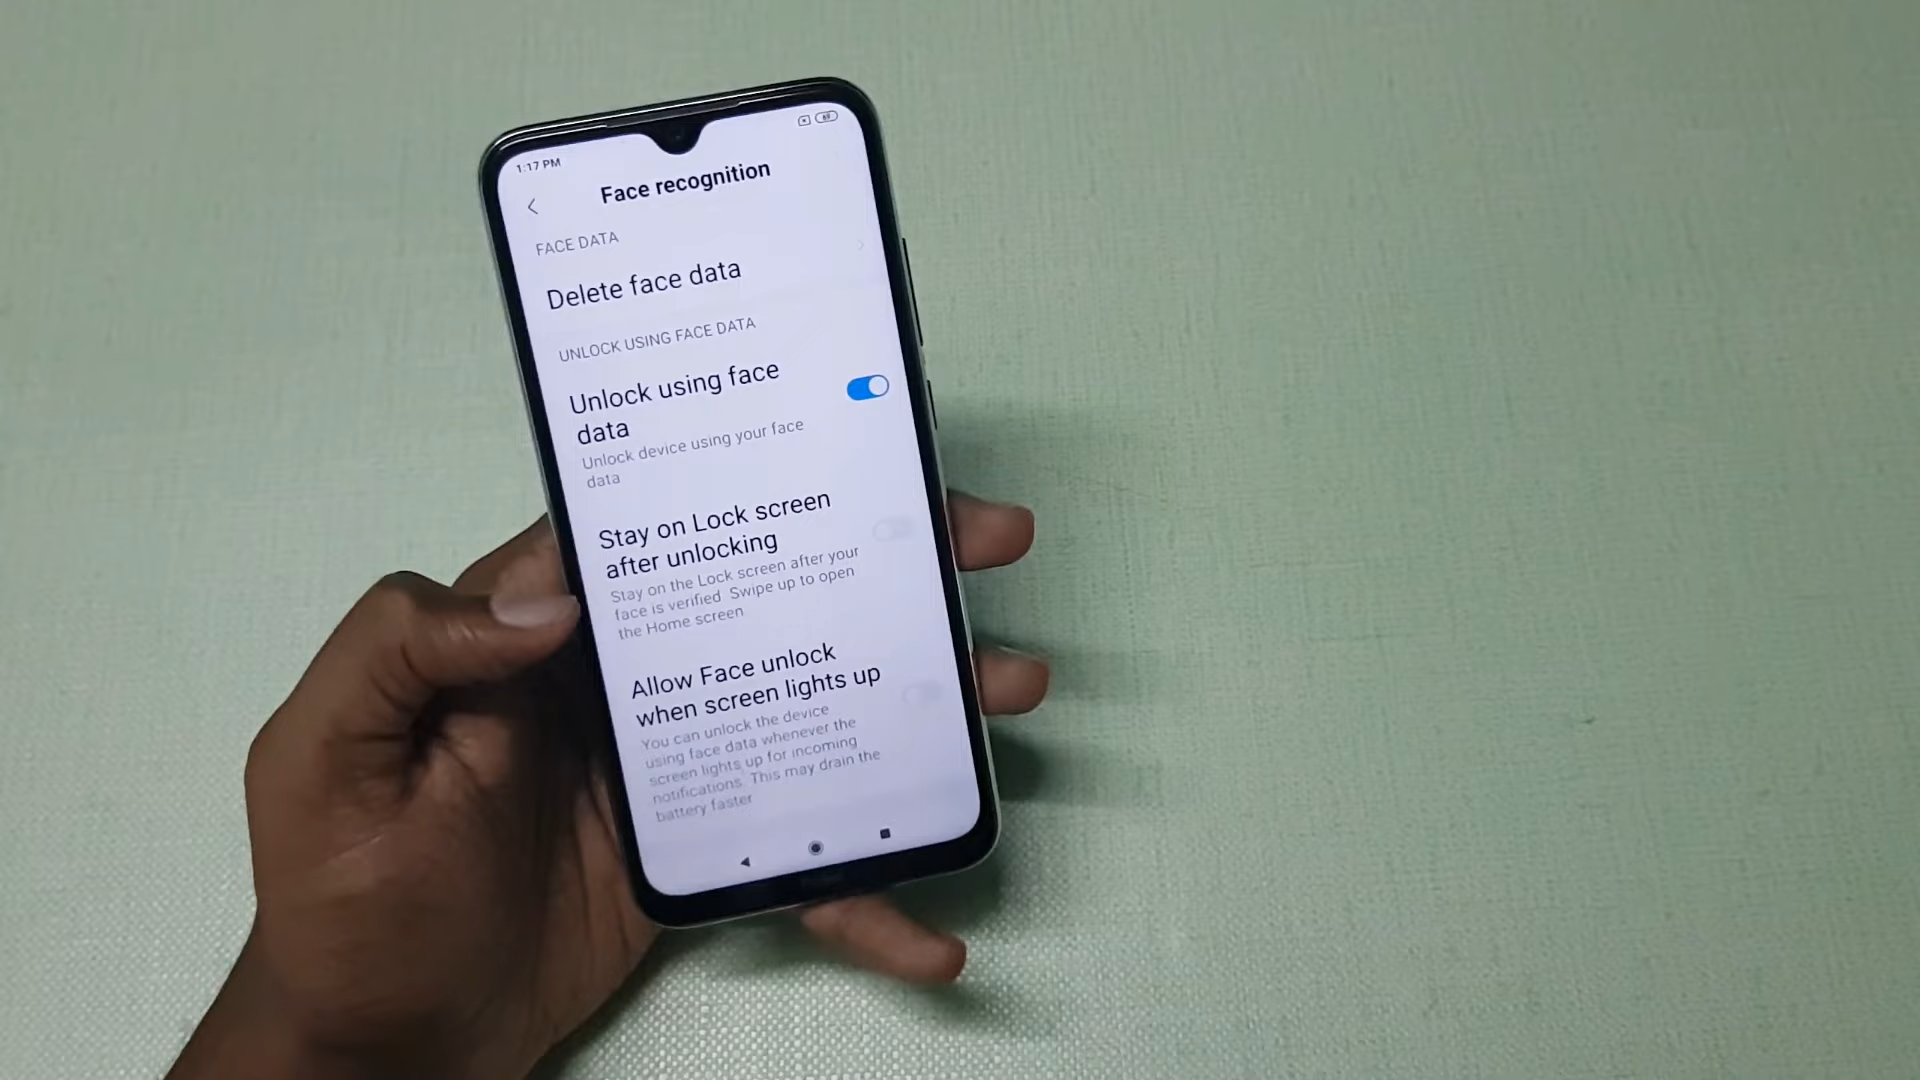 1:17 PM
69
Face recognition
FACE DATA
Delete face data
UNLOCK USING FACE DATA
Unlock using face
data
Unlock device using your face
data
Stay on Lock screen
after unlocking
Stay on the Lock screen after your
face is verified. Swipe up to open
the Home screen
Allow Face unlock
when screen lights up
You can unlock the device
using face data whenever the
screen lights up for incoming
notifications. This may drain the
battery faster